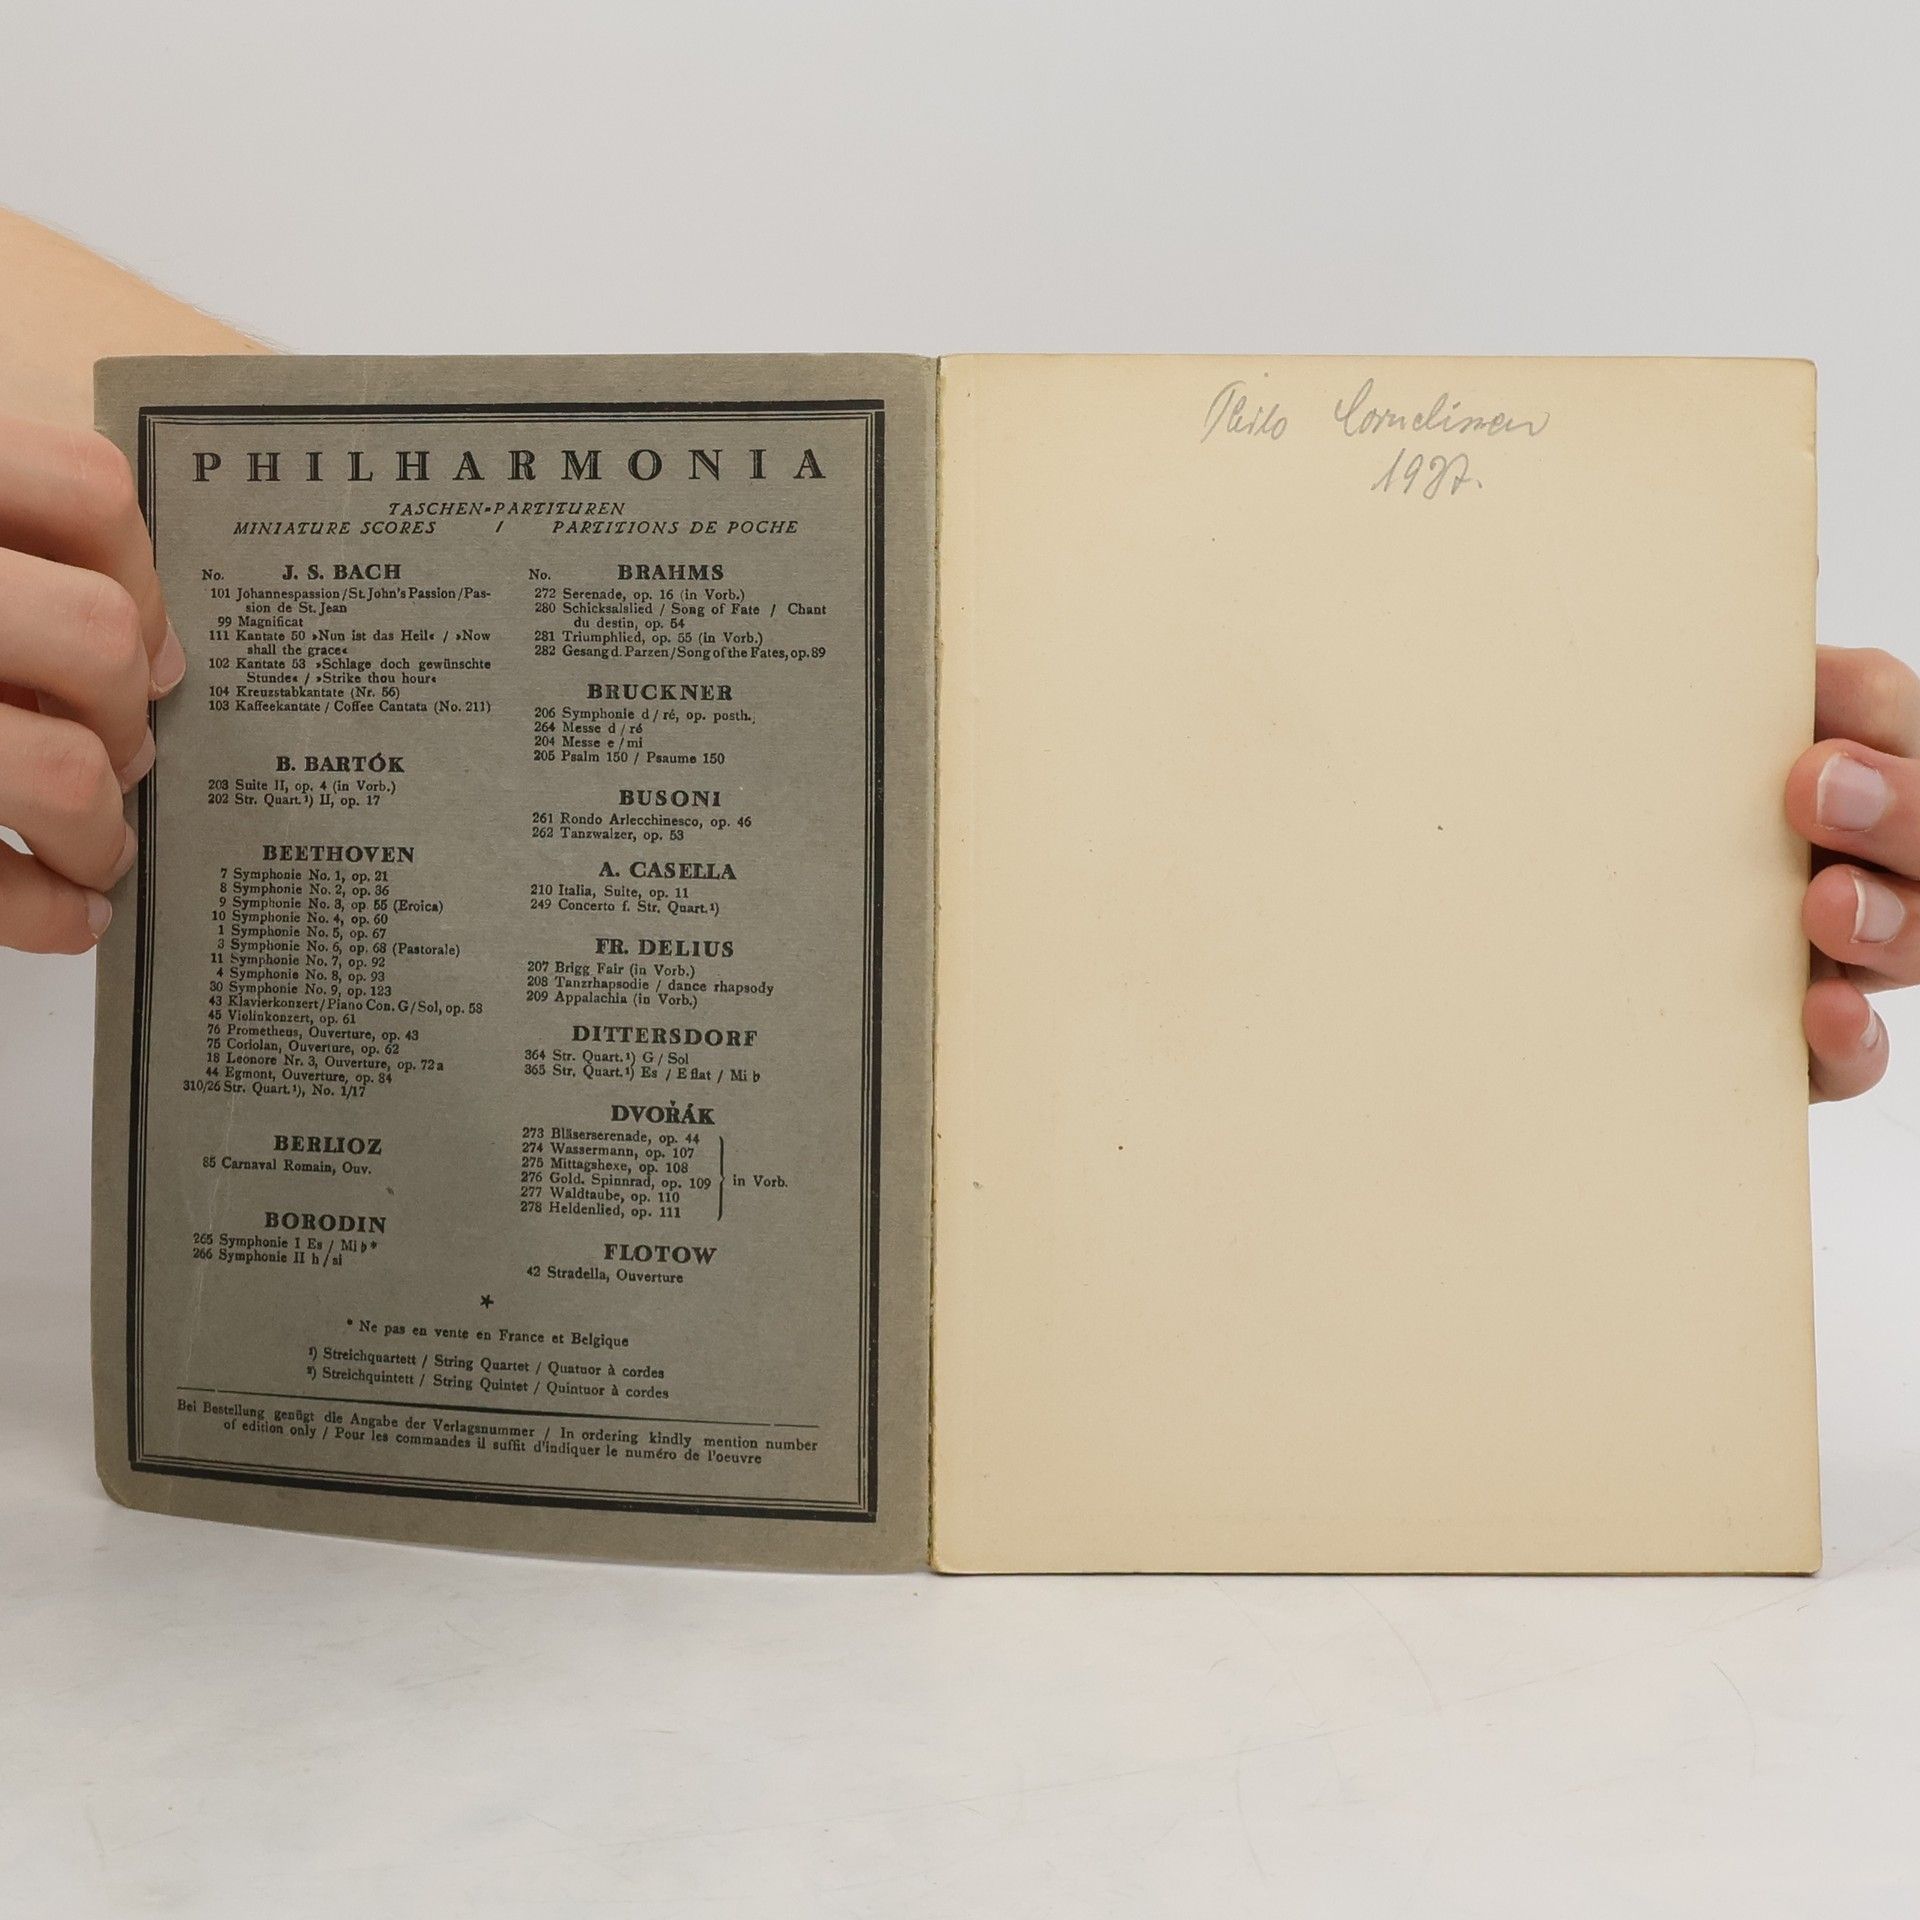 PHILHARMONIA
TASCHEN-PARTITUREN
MINIATURE SCORES / PARTITIONS DE POCHE
No. J. S. BACH
101 Johannespassion / St. John's Passion / Pas-
sion de St. Jean
99 Magnificat
111 Kantate 50 »Nun ist das Heil« / »Now
shall the grace«
102 Kantate 53 »Schlage doch gewünschte
Stunde« / »Strike thou hour«
104 Kreuzstabkantate (Nr. 56)
103 Kaffeekantate / Coffee Cantata (No. 211)
B. BARTÓK
203 Suite II, op. 4 (in Vorb.)
202 Str. Quart.¹) II, op. 17
BEETHOVEN
7 Symphonie No. 1, op. 21
8 Symphonie No. 2, op. 36
9 Symphonie No. 3, op. 55 (Eroica)
10 Symphonie No. 4, op. 60
1 Symphonie No. 5, op. 67
3 Symphonie No. 6, op. 68 (Pastorale)
11 Symphonie No. 7, op. 92
4 Symphonie No. 8, op. 93
30 Symphonie No. 9, op. 123
43 Klavierkonzert / Piano Con. G / Sol, op. 58
45 Violinkonzert, op. 61
76 Prometheus, Ouverture, op. 43
75 Coriolan, Ouverture, op. 62
18 Leonore Nr. 3, Ouverture, op. 72a
44 Egmont, Ouverture, op. 84
310/26 Str. Quart.¹), No. 1/17
BERLIOZ
85 Carnaval Romain, Ouv.
BORODIN
265 Symphonie I Es / Mi♭*
266 Symphonie II h / si
No. BRAHMS
272 Serenade, op. 16 (in Vorb.)
280 Schicksalslied / Song of Fate / Chant
du destin, op. 54
281 Triumphlied, op. 55 (in Vorb.)
282 Gesang d. Parzen / Song of the Fates, op. 89
BRUCKNER
206 Symphonie d / ré, op. posth.
264 Messe d / ré
204 Messe e / mi
205 Psalm 150 / Psaume 150
BUSONI
261 Rondo Arlecchinesco, op. 46
262 Tanzwalzer, op. 53
A. CASELLA
210 Italia, Suite, op. 11
249 Concerto f. Str. Quart.¹)
FR. DELIUS
207 Brigg Fair (in Vorb.)
208 Tanzrhapsodie / dance rhapsody
209 Appalachia (in Vorb.)
DITTERSDORF
364 Str. Quart.¹) G / Sol
365 Str. Quart.¹) Es / E flat / Mi ♭
DVOŘÁK
273 Bläserserenade, op. 44
274 Wassermann, op. 107
275 Mittagshexe, op. 108
276 Gold. Spinnrad, op. 109 in Vorb.
277 Waldtaube, op. 110
278 Heldenlied, op. 111
FLOTOW
42 Stradella, Ouverture
* Ne pas en vente en France et Belgique
¹) Streichquartett / String Quartet / Quatuor à cordes
²) Streichquintett / String Quintet / Quintuor à cordes
Bei Bestellung genügt die Angabe der Verlagsnummer / In ordering kindly mention number
of edition only / Pour les commandes il suffit d'indiquer le numéro de l'oeuvre